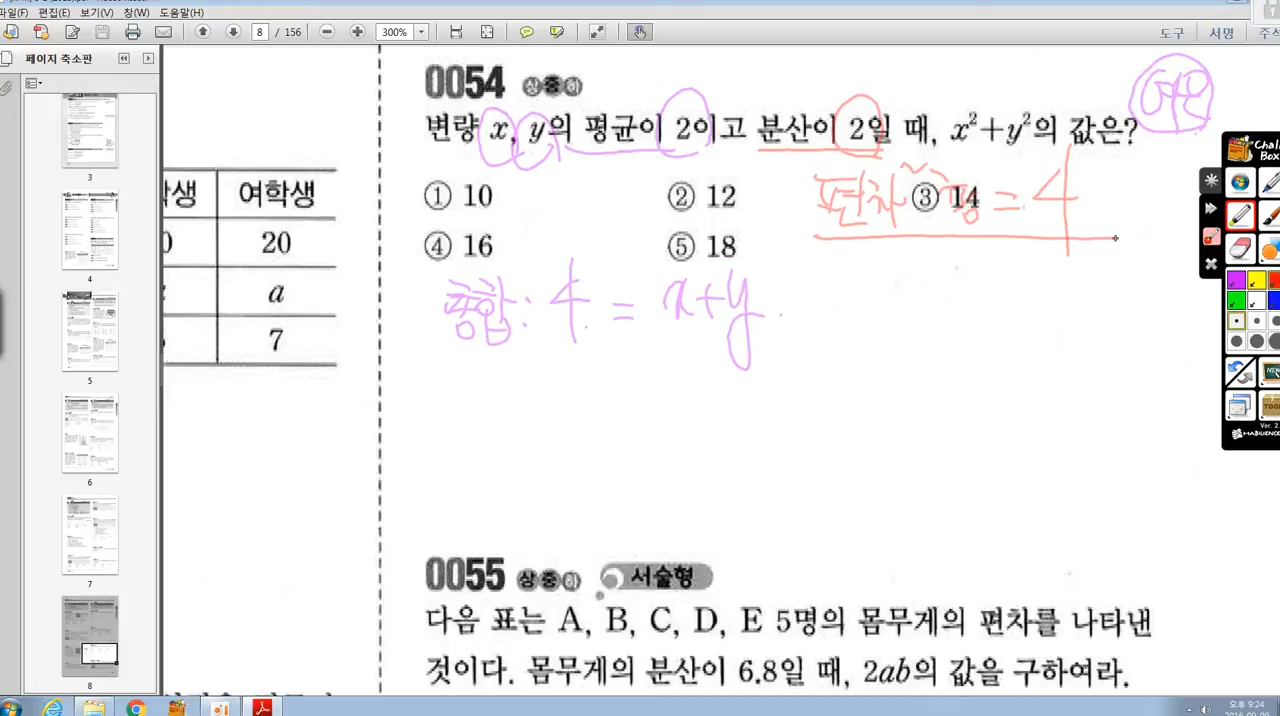 파일(F) 편집(E) 보기(V) 창(W) 도움말(H)
8 / 156 300% 도구 서명 주석
페이지 축소판
3
4
5
6
7
8
학생 여학생
20
a
7
0054 상중하
변량 x, y의 평균이 2이고 분산이 2일 때, x²+y²의 값은?
① 10 ② 12 ③ 14
④ 16 ⑤ 18
편차 = 4
총합: 4 = x+y
0055 상중하 서술형
다음 표는 A, B, C, D, E 5명의 몸무게의 편차를 나타낸
것이다. 몸무게의 분산이 6.8일 때, 2ab의 값을 구하여라.
오후 9:24